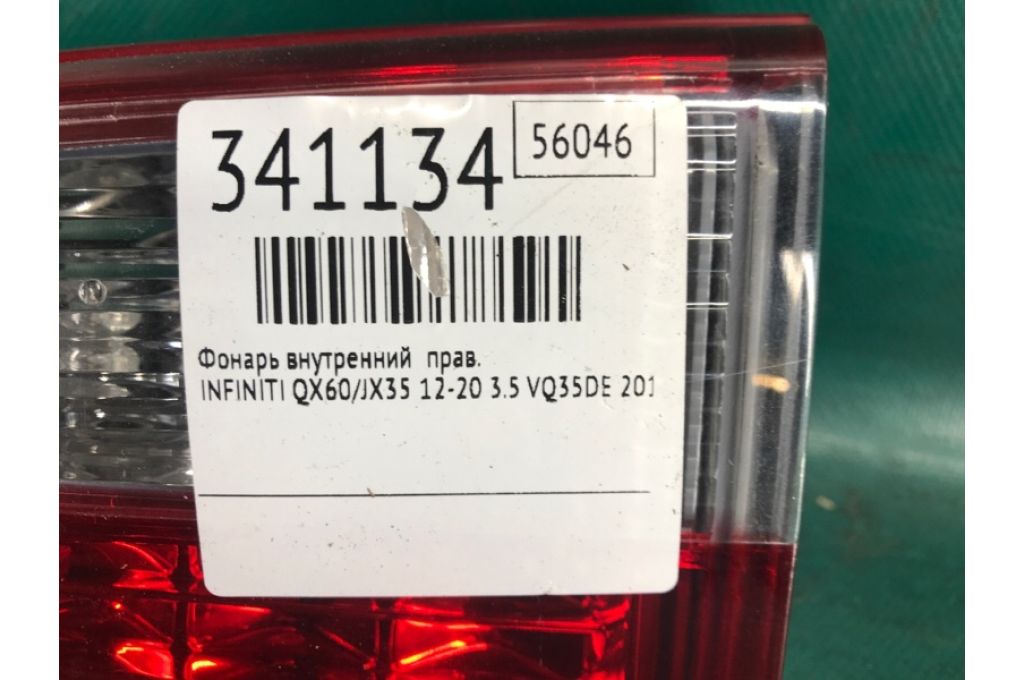 341134
56046
Фонарь внутренний прав.
INFINITI QX60/JX35 12-20 3.5 VQ35DE 201